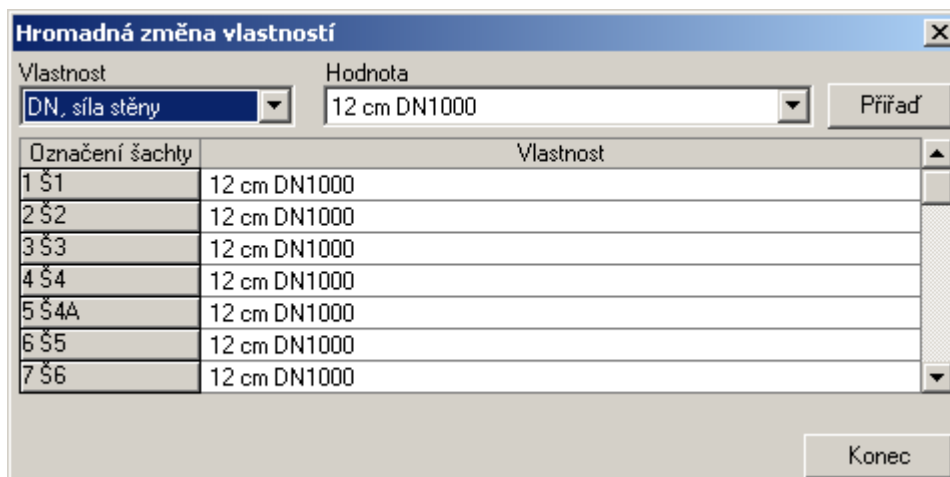 Hromadná změna vlastností
Vlastnost Hodnota
DN, síla stěny 12 cm DN1000 Přiřaď
Označení šachty Vlastnost
1 Š1 12 cm DN1000
2 Š2 12 cm DN1000
3 Š3 12 cm DN1000
4 Š4 12 cm DN1000
5 Š4A 12 cm DN1000
6 Š5 12 cm DN1000
7 Š6 12 cm DN1000
Konec